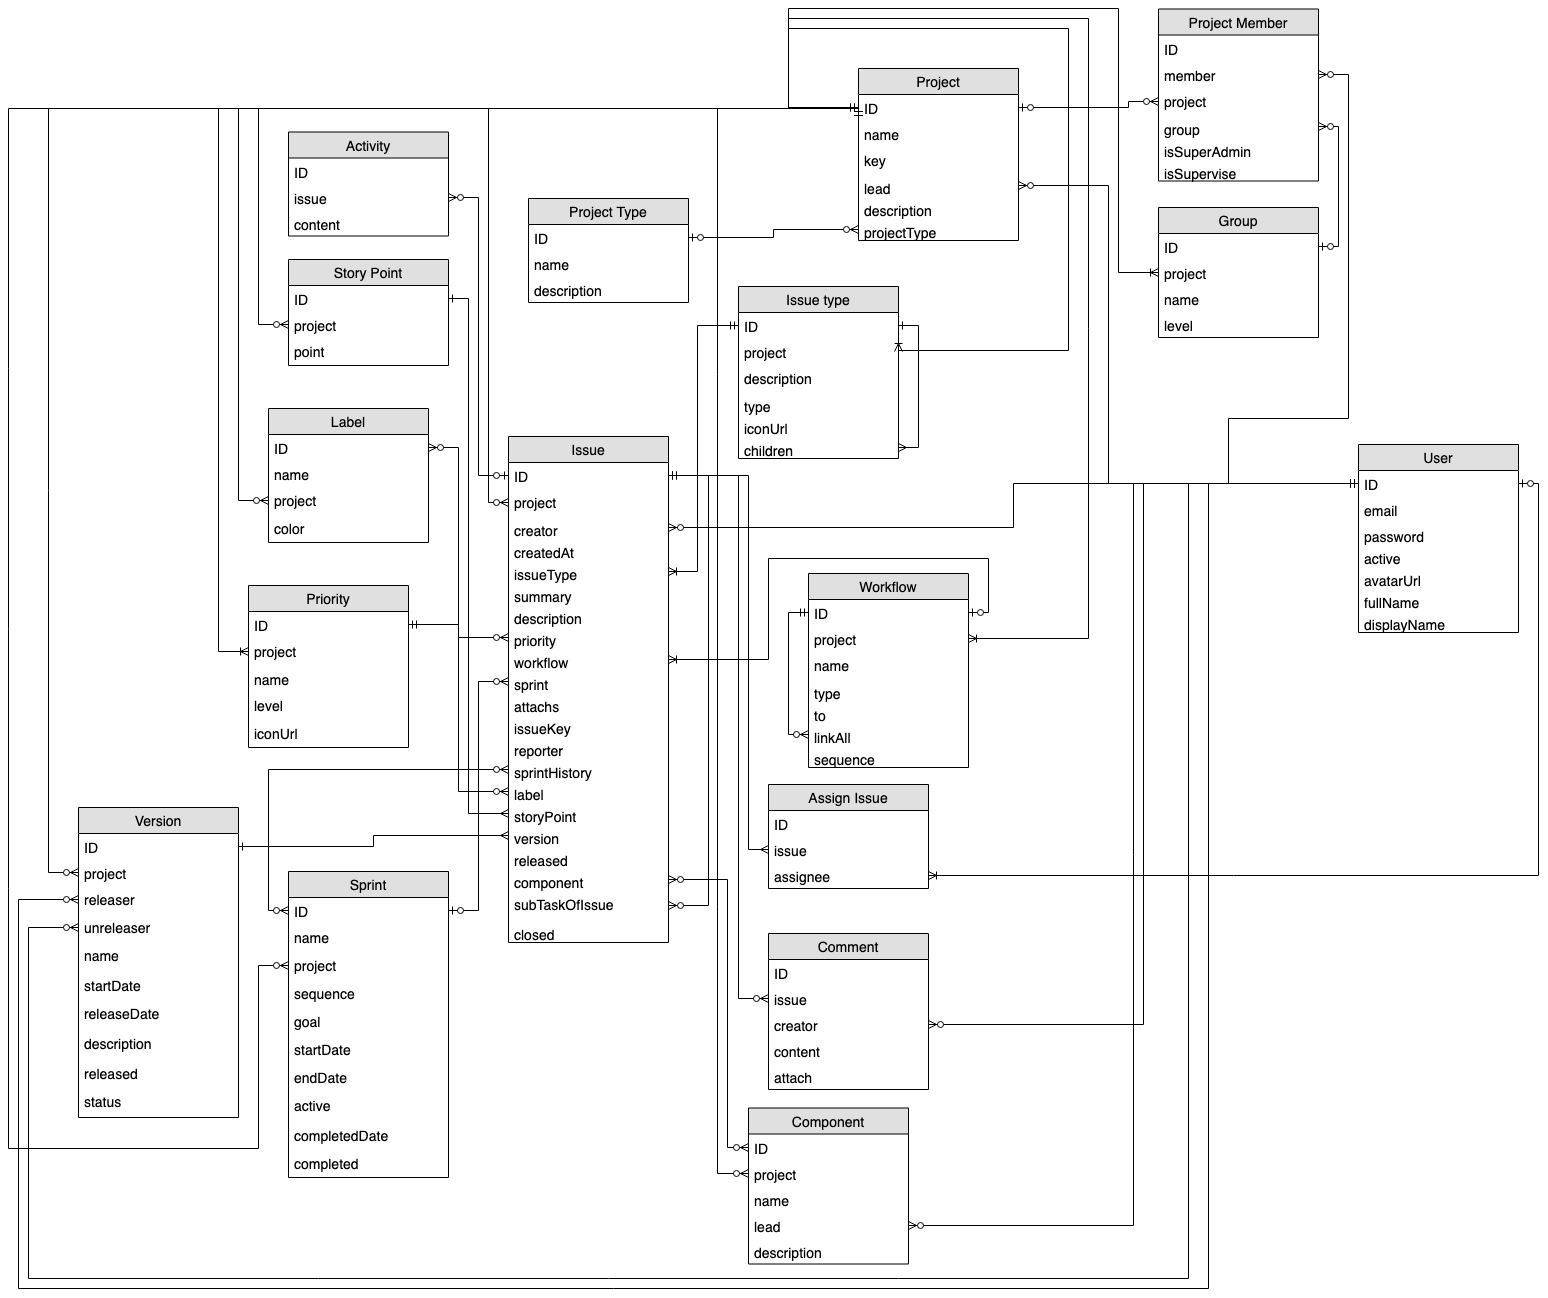 Project Member
ID
member
project
group
isSuperAdmin
isSupervise
Project
ID
name
key
lead
description
projectType
Activity
ID
issue
content
Project Type
ID
name
description
Group
ID
project
name
level
Story Point
ID
project
point
Issue type
ID
project
description
type
iconUrl
children
Label
ID
name
project
color
Issue
ID
project
creator
createdAt
issueType
summary
description
priority
workflow
sprint
attachs
issueKey
reporter
sprintHistory
label
storyPoint
version
released
component
subTaskOfIssue
closed
User
ID
email
password
active
avatarUrl
fullName
displayName
Priority
ID
project
name
level
iconUrl
Workflow
ID
project
name
type
to
linkAll
sequence
Assign Issue
ID
issue
assignee
Version
ID
project
releaser
unreleaser
name
startDate
releaseDate
description
released
status
Sprint
ID
name
project
sequence
goal
startDate
endDate
active
completedDate
completed
Comment
ID
issue
creator
content
attach
Component
ID
project
name
lead
description